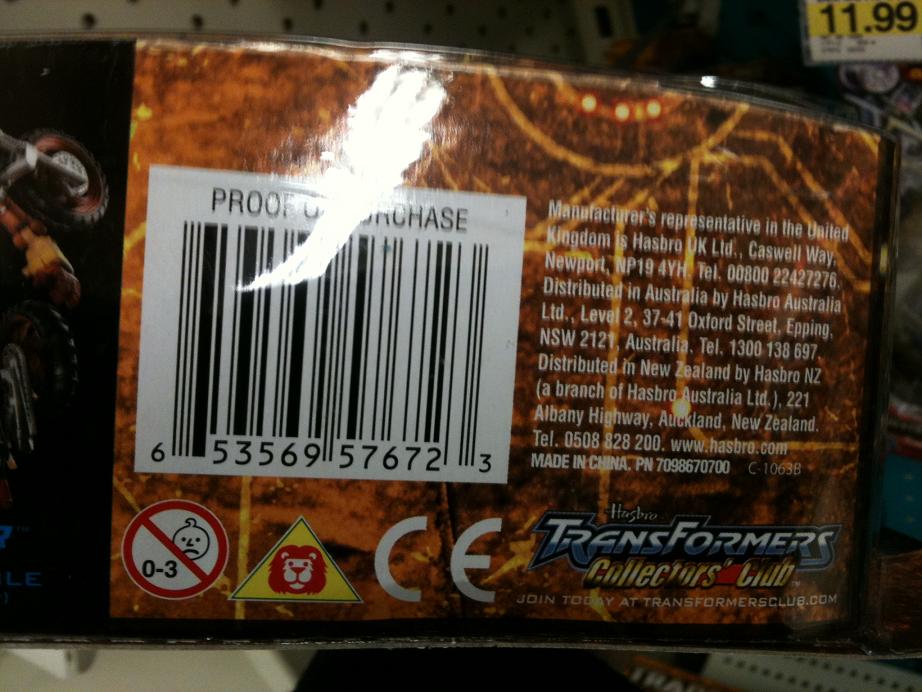 11.99
PROOF OF PURCHASE
6 53569 57672 3
Manufacturer's representative in the United
Kingdom is Hasbro UK Ltd., Caswell Way,
Newport, NP19 4YH. Tel. 00800 22427276.
Distributed in Australia by Hasbro Australia
Ltd., Level 2, 37-41 Oxford Street, Epping,
NSW 2121, Australia. Tel. 1300 138 697.
Distributed in New Zealand by Hasbro NZ
(a branch of Hasbro Australia Ltd.), 221
Albany Highway, Auckland, New Zealand.
Tel. 0508 828 200. www.hasbro.com
MADE IN CHINA. PN 7098670700 C-1063B
0-3
CE
Hasbro
TRANSFORMERS
Collectors' Club™
JOIN TODAY AT TRANSFORMERSCLUB.COM